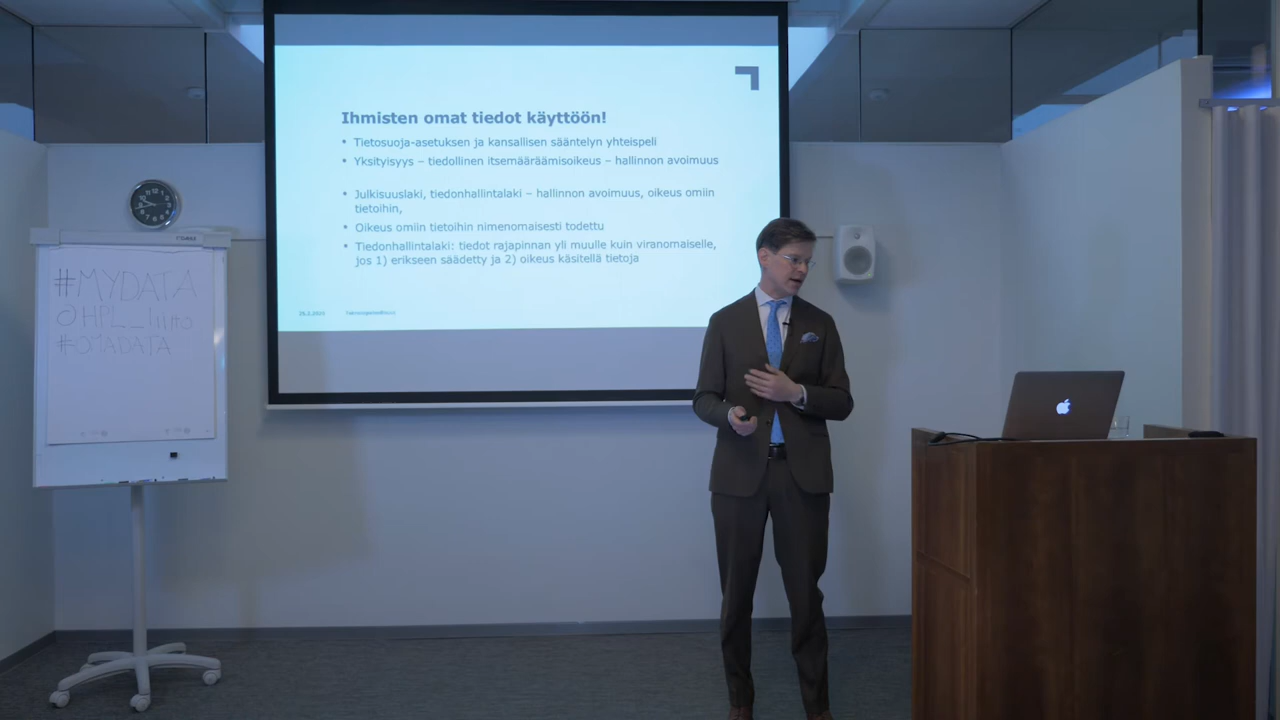 Ihmisten omat tiedot käyttöön!
• Tietosuoja-asetuksen ja kansallisen sääntelyn yhteispeli
• Yksityisyys – tiedollinen itsemääräämisoikeus – hallinnon avoimuus
• Julkisuuslaki, tiedonhallintalaki – hallinnon avoimuus, oikeus omiin
tietoihin,
• Oikeus omiin tietoihin nimenomaisesti todettu
• Tiedonhallintalaki: tiedot rajapinnan yli muulle kuin viranomaiselle,
jos 1) erikseen säädetty ja 2) oikeus käsitellä tietoja
#MYDATA
@HPL_liitto
#OMADATA